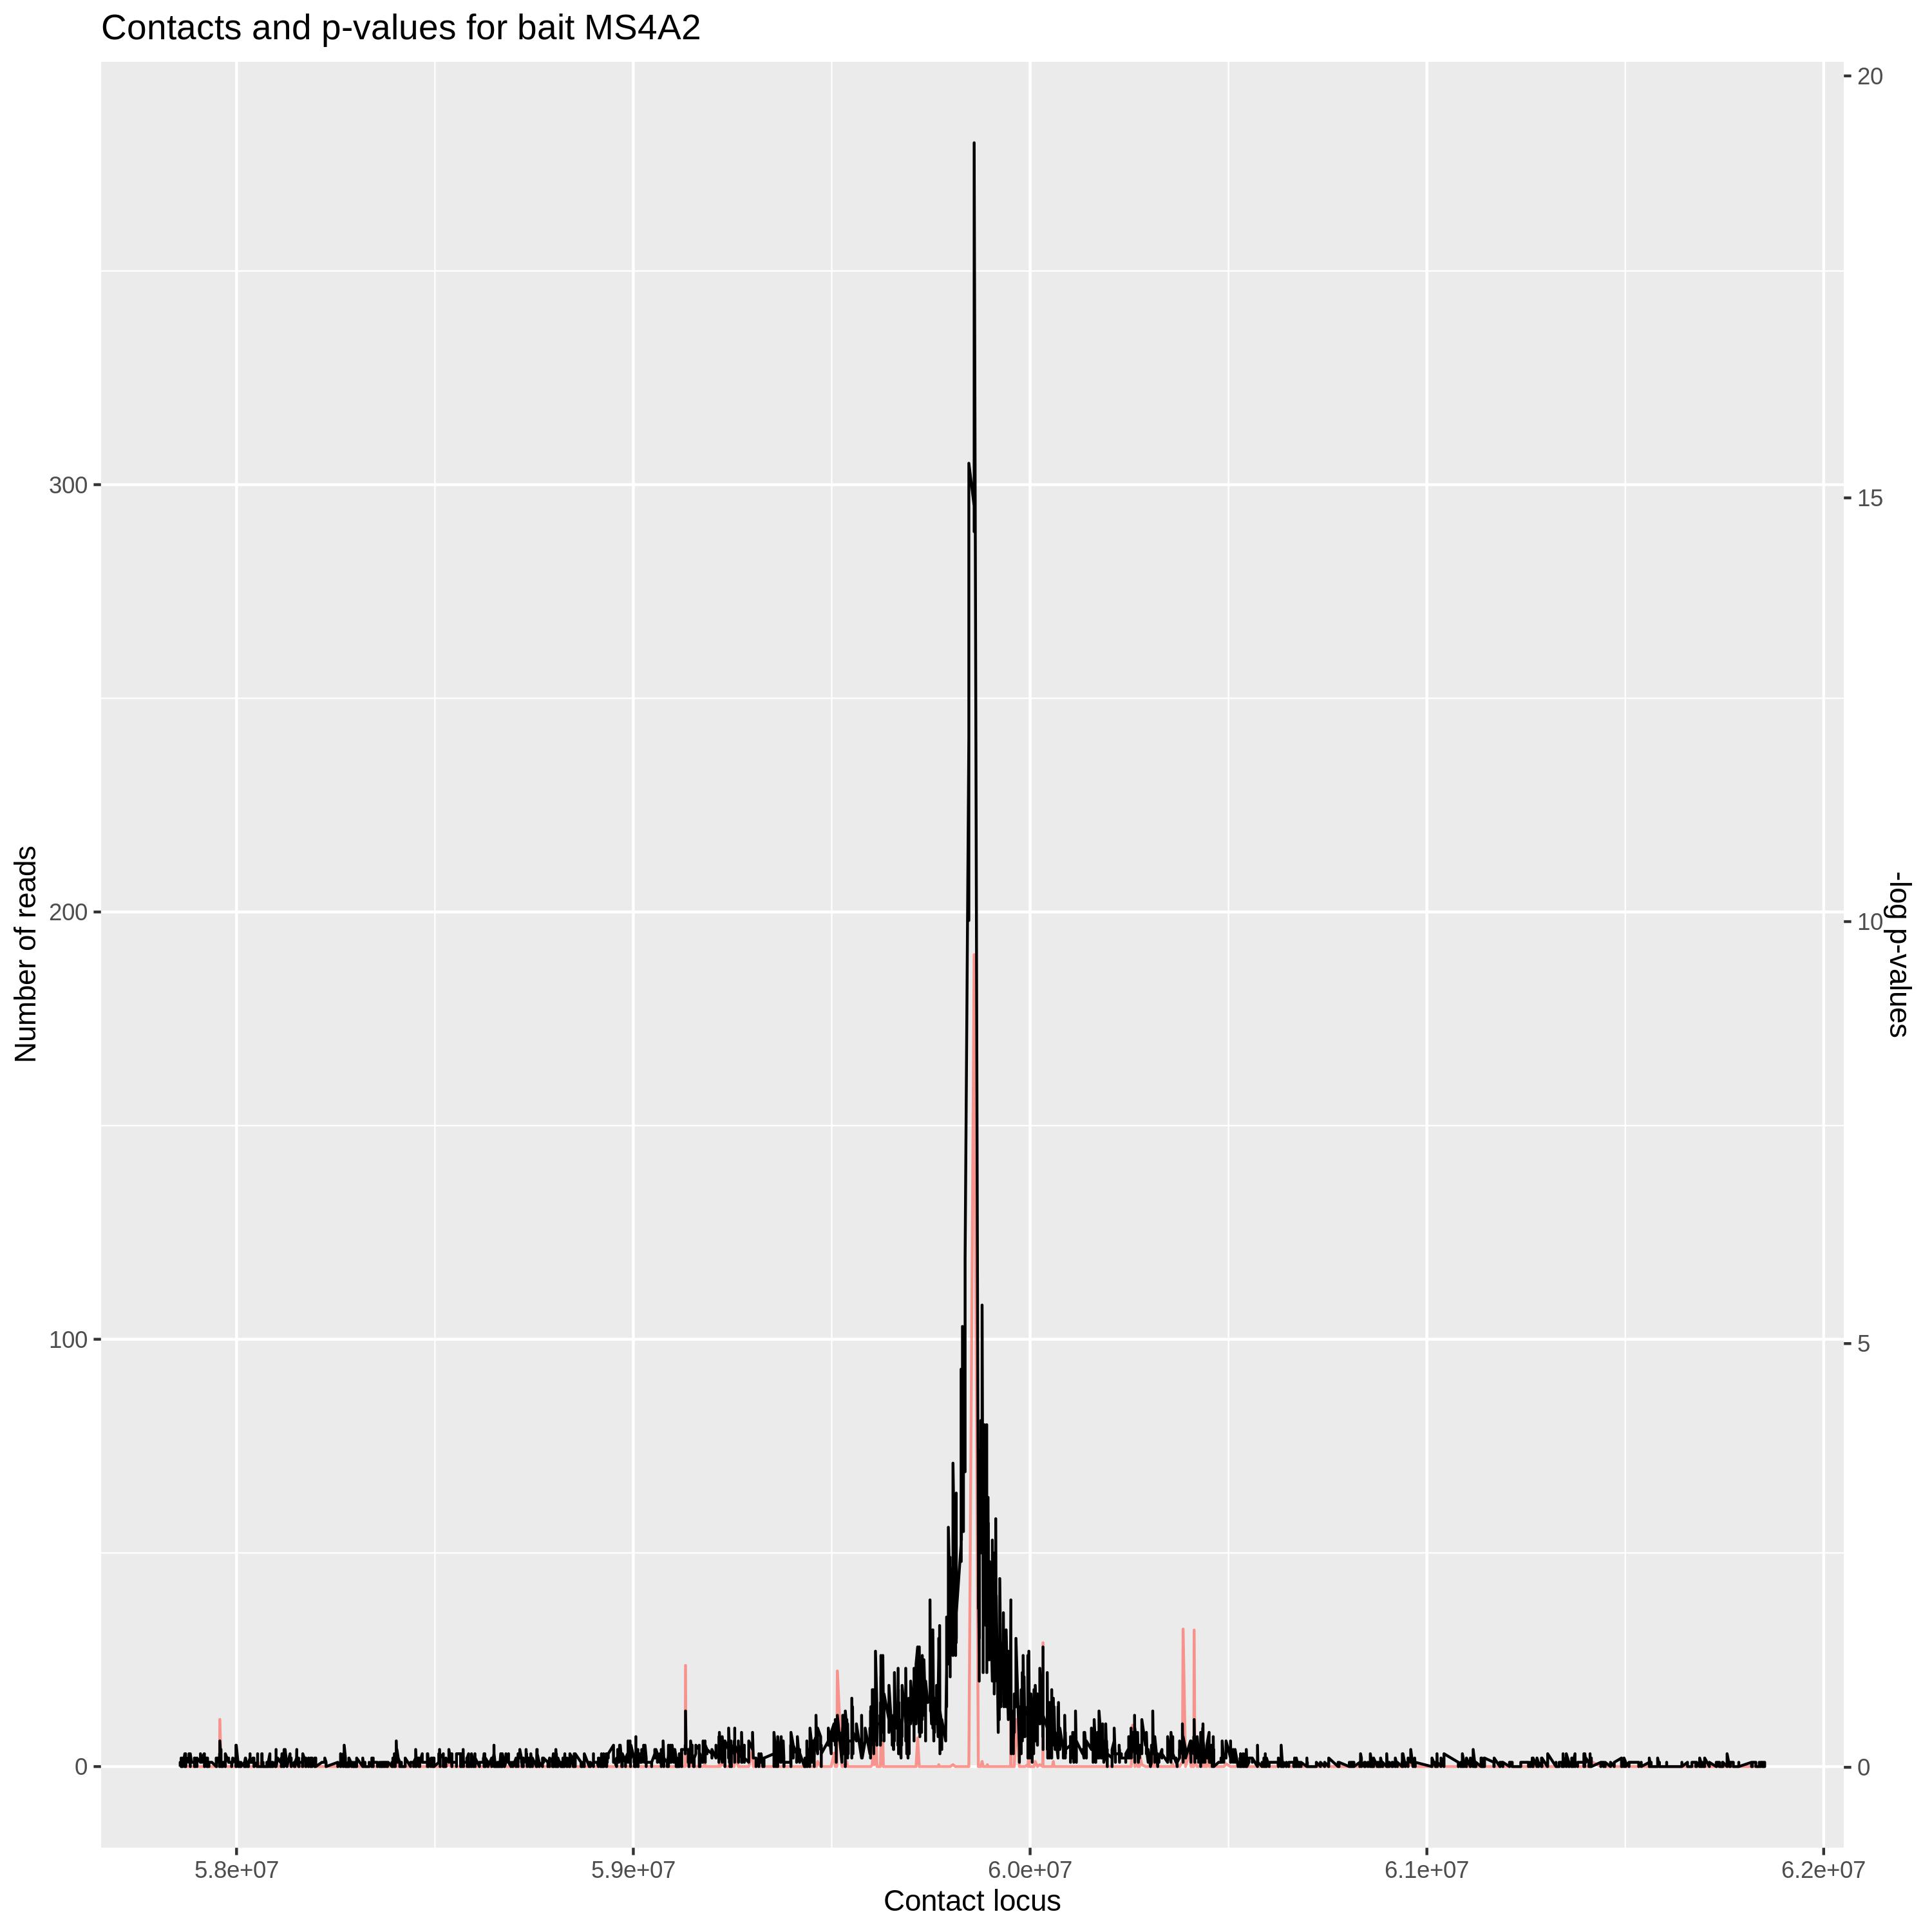 Contacts and p-values for bait MS4A2
Number of reads
300
200
100
0
20
15
10
5
0
-log p-values
5.8e+07
5.9e+07
6.0e+07
6.1e+07
6.2e+07
Contact locus